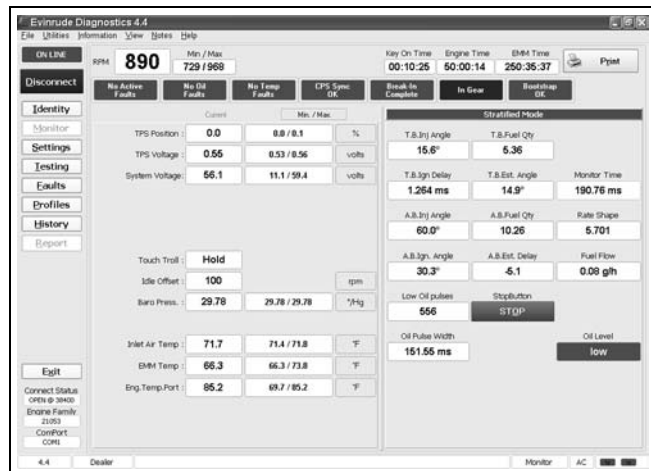 Evinrude Diagnostics 4.4
File Utilities Information View Notes Help
ON LINE
RPM 890
Min / Max
729 / 968
Key On Time Engine Time EMM Time
00:10:25 50:00:14 250:35:37
Print
Disconnect
No Active Faults
No Oil Faults
No Temp Faults
CPS Sync OK
Break-In Complete
In Gear
Bootstrap OK
Identity
Monitor
Settings
Testing
Faults
Profiles
History
Report
Current Min. / Max.
TPS Position : 0.0 0.0 / 0.1 %
TPS Voltage : 0.55 0.53 / 0.56 volts
System Voltage: 56.1 11.1 / 59.4 volts
Touch Troll : Hold
Idle Offset : 100 rpm
Baro Press. : 29.78 29.78 / 29.78 "/Hg
Inlet Air Temp : 71.7 71.4 / 71.8 °F
EMM Temp : 66.3 66.3 / 73.8 °F
Eng.Temp.Port : 85.2 69.7 / 85.2 °F
Stratified Mode
T.B.Inj Angle T.B.Fuel Qty
15.6° 5.36
T.B.Ign Delay T.B.Est. Angle Monitor Time
1.264 ms 14.9° 190.76 ms
A.B.Inj Angle A.B.Fuel Qty Rate Shape
60.0° 10.26 5.701
A.B.Ign. Angle A.B.Est. Delay Fuel Flow
30.3° -5.1 0.08 g/h
Low Oil pulses StopButton
556 STOP
Oil Pulse Width Oil Level
151.55 ms low
Exit
Connect Status
OPEN @ 38400
Engine Family
21053
ComPort
COM1
4.4 Dealer Monitor AC